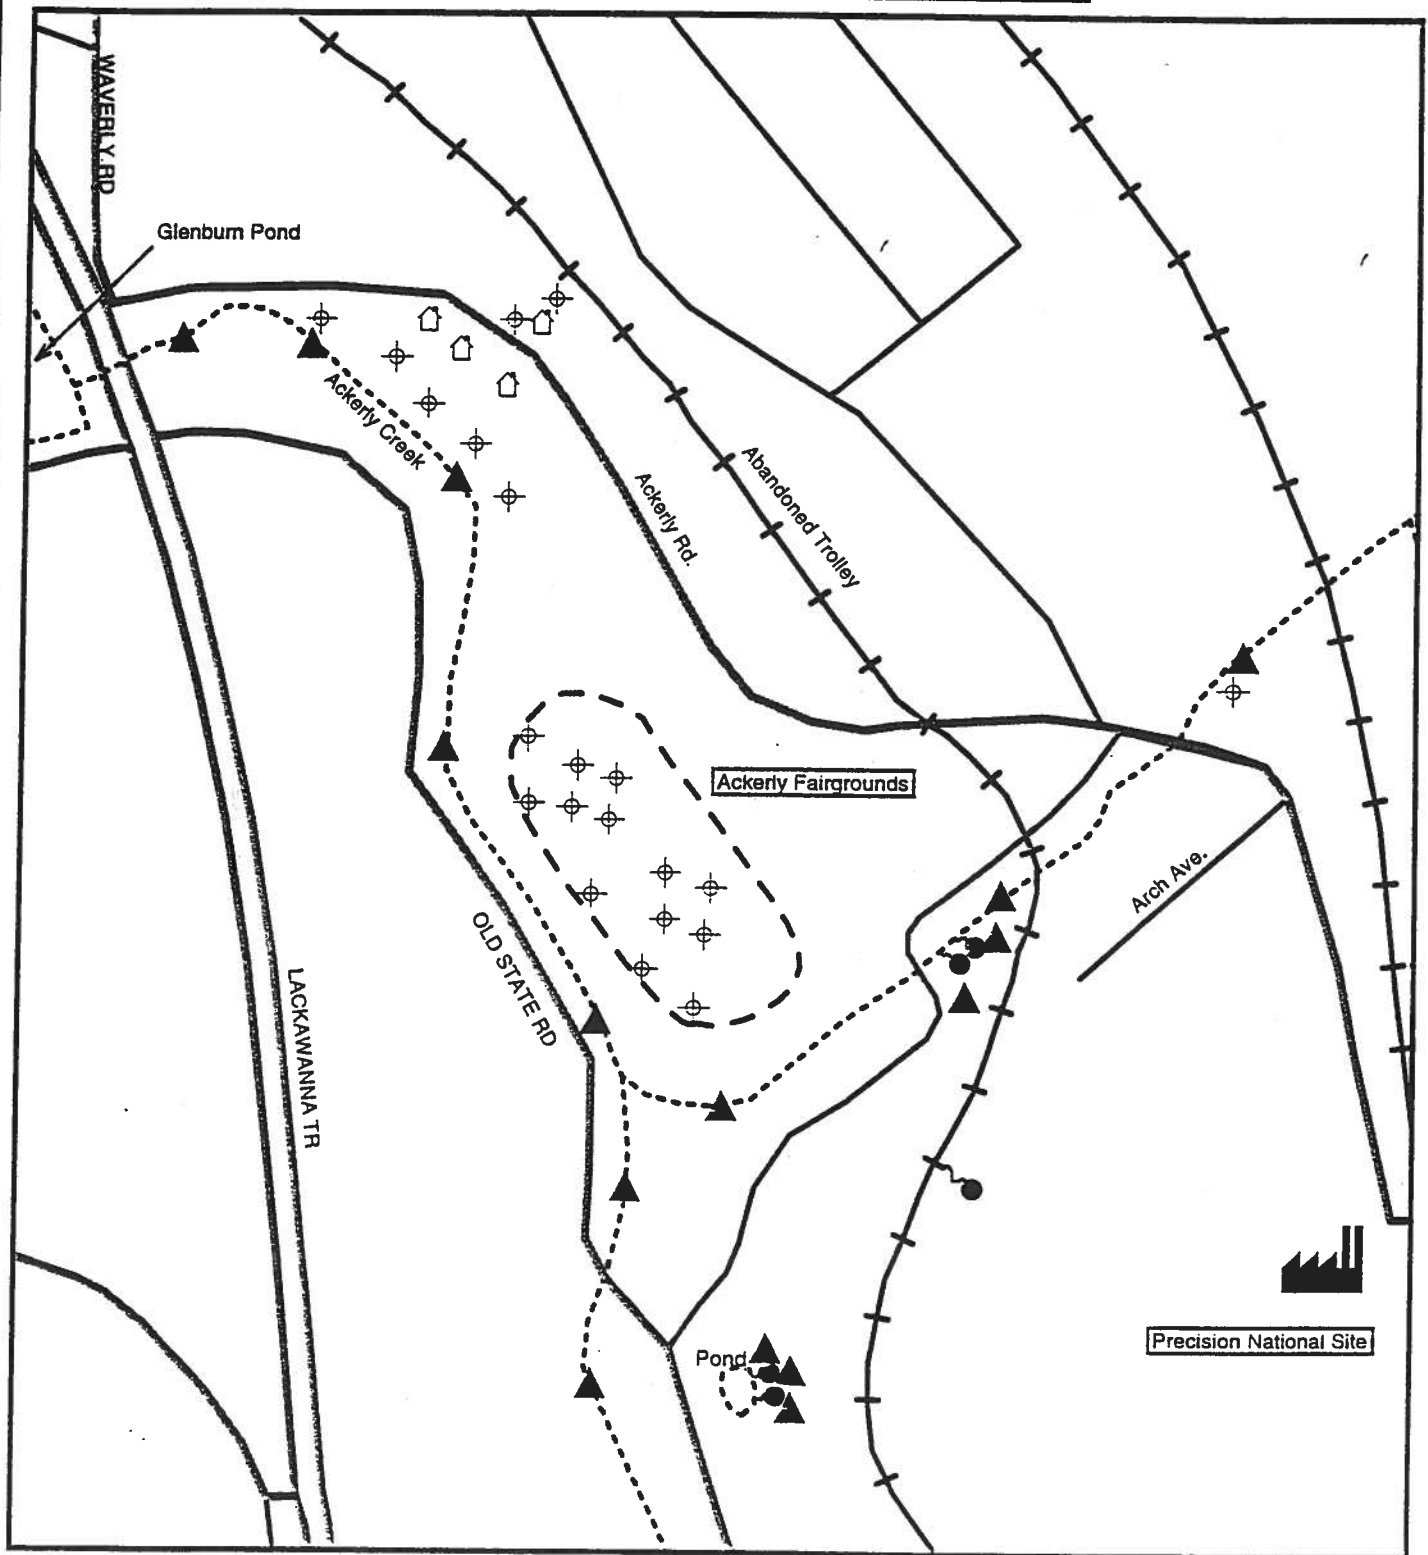 WAVERLY RD
Glenburn Pond
Ackerly Creek
Ackerly Rd.
Abandoned Trolley
Ackerly Fairgrounds
Arch Ave.
OLD STATE RD
LACKAWANNA TR
Precision National Site
Pond